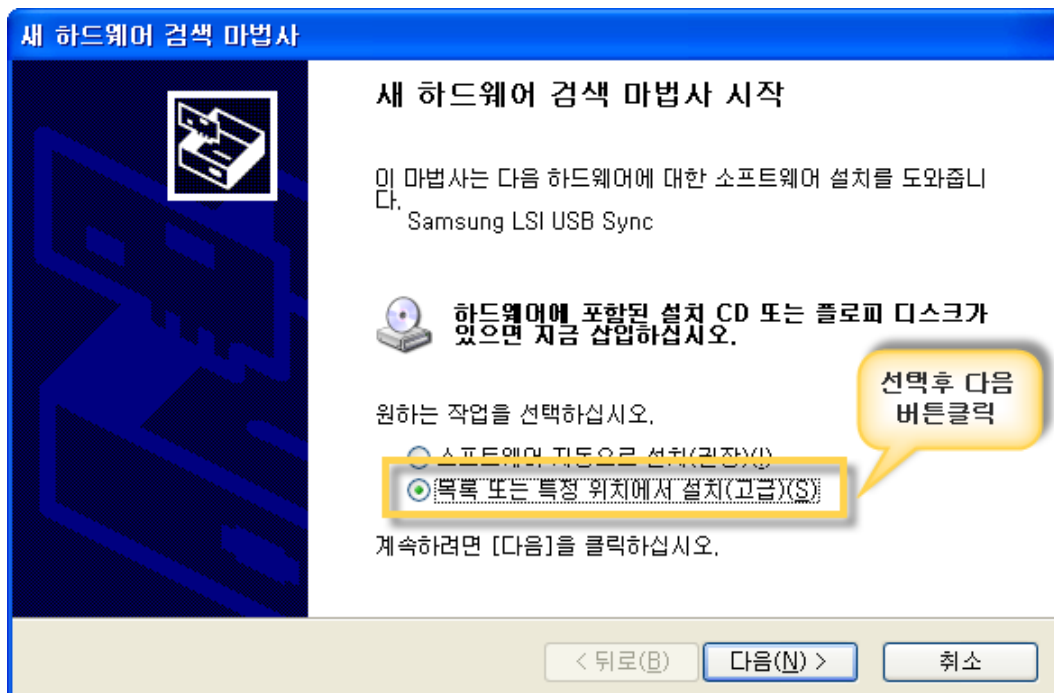 새 하드웨어 검색 마법사
새 하드웨어 검색 마법사 시작
이 마법사는 다음 하드웨어에 대한 소프트웨어 설치를 도와줍니
다.
Samsung LSI USB Sync
하드웨어에 포함된 설치 CD 또는 플로피 디스크가
있으면 지금 삽입하십시오.
선택후 다음
버튼클릭
원하는 작업을 선택하십시오.
소프트웨어 자동으로 설치(권장)(I)
목록 또는 특정 위치에서 설치(고급)(S)
계속하려면 [다음]을 클릭하십시오.
< 뒤로(B) 다음(N) > 취소